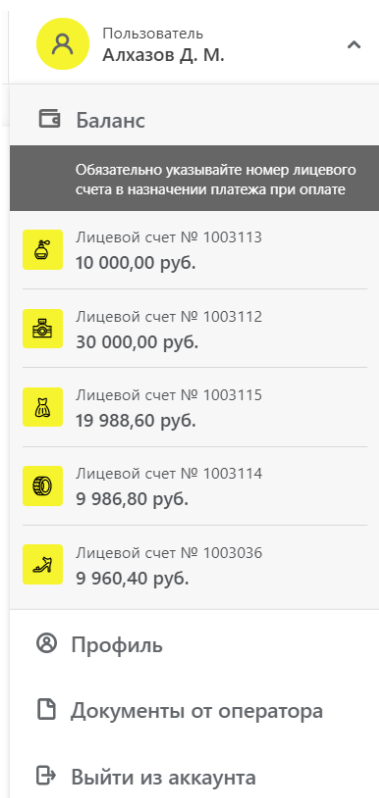 Пользователь
Алхазов Д. М.
Баланс
Обязательно указывайте номер лицевого
счета в назначении платежа при оплате
Лицевой счет № 1003113
10 000,00 руб.
Лицевой счет № 1003112
30 000,00 руб.
Лицевой счет № 1003115
19 988,60 руб.
Лицевой счет № 1003114
9 986,80 руб.
Лицевой счет № 1003036
9 960,40 руб.
Профиль
Документы от оператора
Выйти из аккаунта